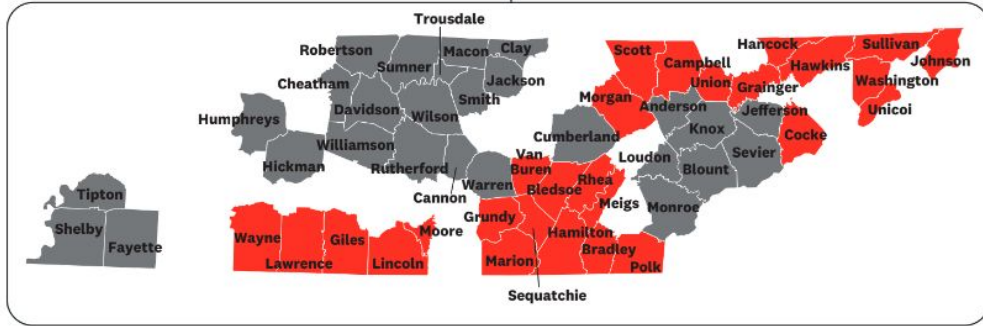 Trousdale
Robertson
Sumner
Macon
Clay
Cheatham
Jackson
Smith
Davidson
Wilson
Humphreys
Williamson
Hickman
Rutherford
Cannon
Warren
Tipton
Shelby
Fayette
Wayne
Lawrence
Giles
Lincoln
Moore
Scott
Campbell
Union
Morgan
Anderson
Hancock
Grainger
Hawkins
Sullivan
Johnson
Washington
Unicoi
Jefferson
Cocke
Knox
Sevier
Cumberland
Loudon
Blount
Monroe
Van
Buren
Bledsoe
Rhea
Meigs
Grundy
Hamilton
Bradley
Marion
Polk
Sequatchie